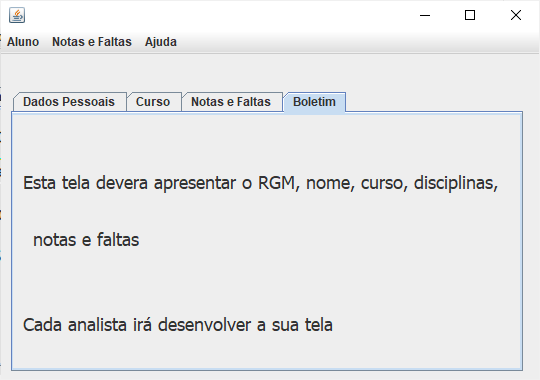 Aluno Notas e Faltas Ajuda
Dados Pessoais Curso Notas e Faltas Boletim
Esta tela devera apresentar o RGM, nome, curso, disciplinas,
notas e faltas
Cada analista irá desenvolver a sua tela